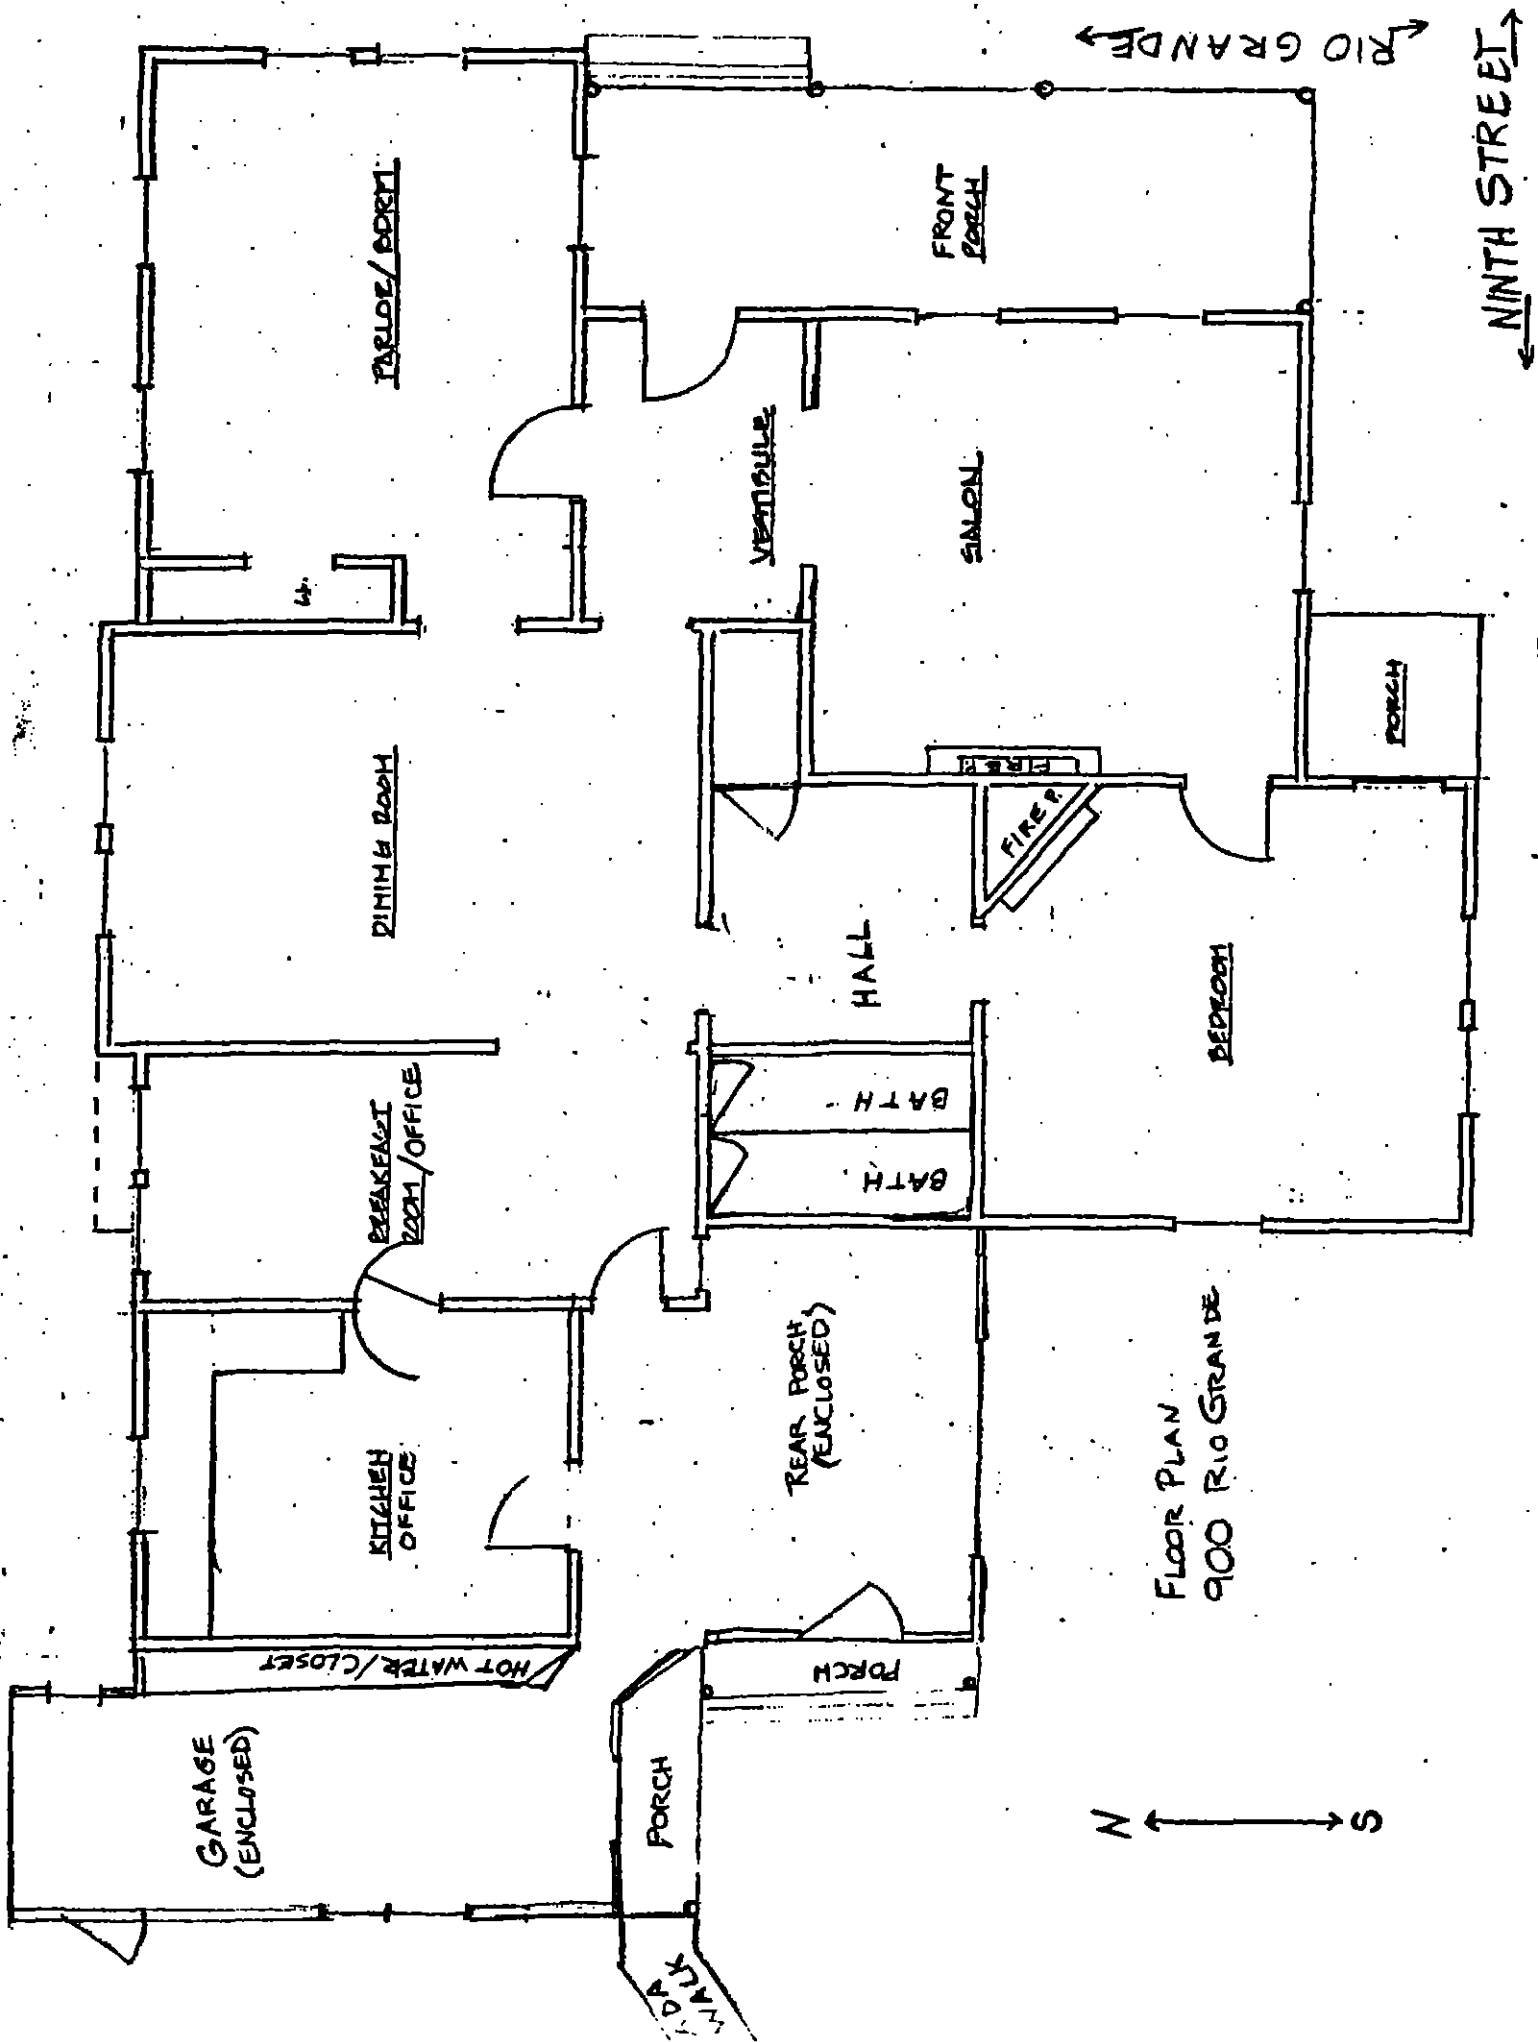 RIO GRANDE
NINTH STREET
PARLOR/BDRM.
FRONT
PORCH
VESTIBULE
SALON
PORCH
DINING ROOM
FIRE P.
HALL
BEDROOM
BREAKFAST
ROOM/OFFICE
BATH
BATH
KITCHEN
OFFICE
REAR PORCH
(ENCLOSED)
HOT WATER/CLOSET
PORCH
GARAGE
(ENCLOSED)
PORCH
WALK
FLOOR PLAN
900 RIO GRANDE
N
S